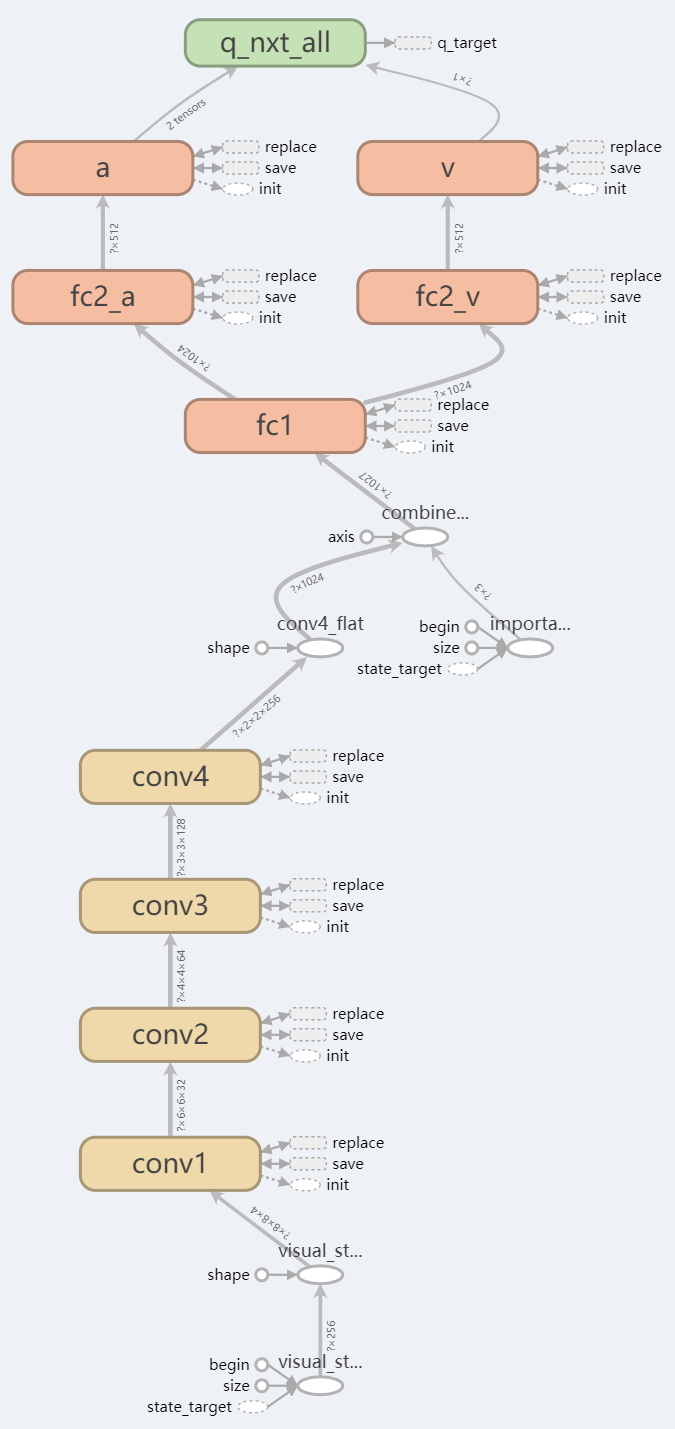 q_nxt_all
q_target
2 tensors
?×1
a
replace
save
init
v
replace
save
init
?×512
?×512
fc2_a
replace
save
init
fc2_v
replace
save
init
?×1024
?×1024
fc1
replace
save
init
?×1027
combine...
axis
?×1024
?×3
conv4_flat
shape
importa...
begin
size
state_target
?×2×2×256
conv4
replace
save
init
?×3×3×128
conv3
replace
save
init
?×4×4×64
conv2
replace
save
init
?×6×6×32
conv1
replace
save
init
?×8×8×4
visual_st...
shape
?×256
visual_st...
begin
size
state_target